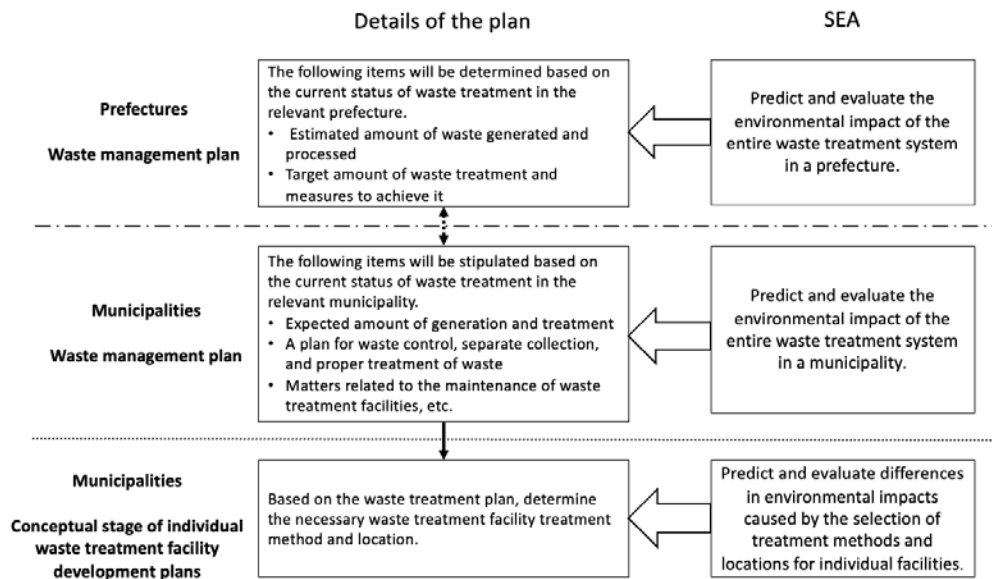 Details of the plan
SEA
Prefectures
Waste management plan
The following items will be determined based on
the current status of waste treatment in the
relevant prefecture.
• Estimated amount of waste generated and
processed
• Target amount of waste treatment and
measures to achieve it
Predict and evaluate the
environmental impact of the
entire waste treatment system
in a prefecture.
Municipalities
Waste management plan
The following items will be stipulated based on
the current status of waste treatment in the
relevant municipality.
• Expected amount of generation and treatment
• A plan for waste control, separate collection,
and proper treatment of waste
• Matters related to the maintenance of waste
treatment facilities, etc.
Predict and evaluate the
environmental impact of the
entire waste treatment system
in a municipality.
Municipalities
Conceptual stage of individual
waste treatment facility
development plans
Based on the waste treatment plan, determine
the necessary waste treatment facility treatment
method and location.
Predict and evaluate differences
in environmental impacts
caused by the selection of
treatment methods and
locations for individual facilities.